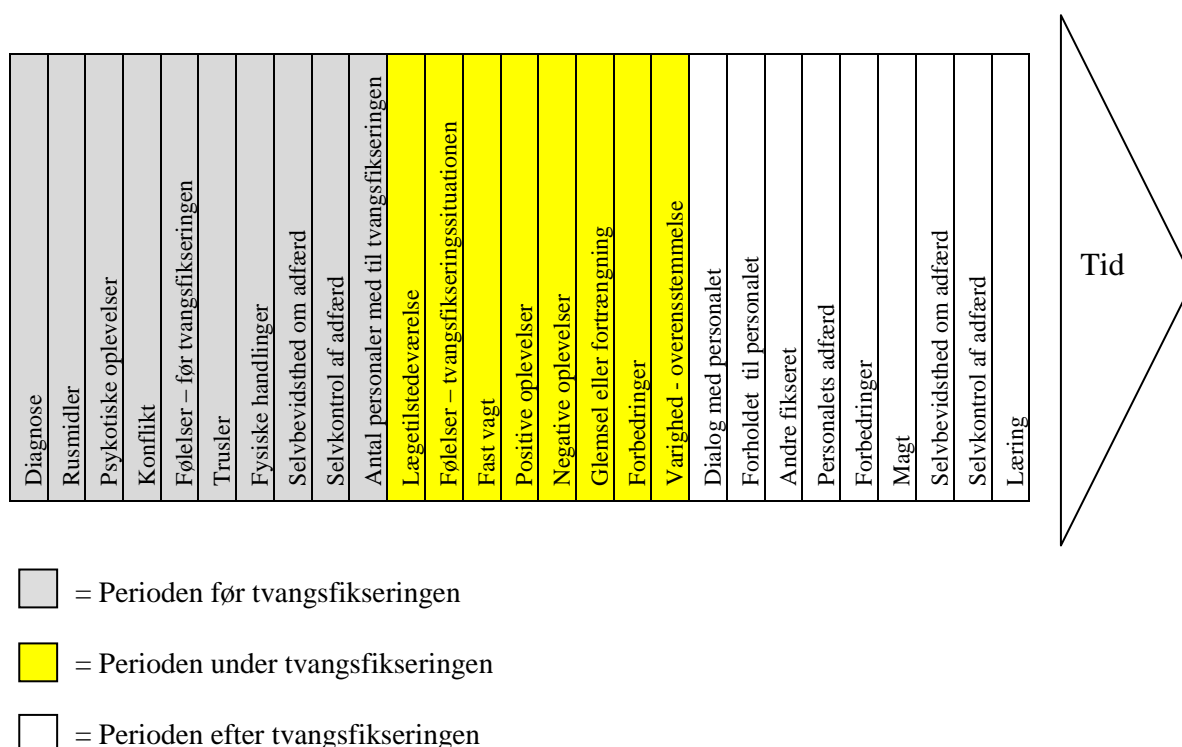 Diagnose
Rusmidler
Psykotiske oplevelser
Konflikt
Følelser – før tvangsfikseringen
Trusler
Fysiske handlinger
Selvbevidsthed om adfærd
Selvkontrol af adfærd
Antal personaler med til tvangsfikseringen
Lægetilstedeværelse
Følelser – tvangsfikseringssituationen
Fast vagt
Positive oplevelser
Negative oplevelser
Glemsel eller fortrængning
Forbedringer
Varighed - overensstemmelse
Dialog med personalet
Forholdet til personalet
Andre fikseret
Personalets adfærd
Forbedringer
Magt
Selvbevidsthed om adfærd
Selvkontrol af adfærd
Læring
Tid
= Perioden før tvangsfikseringen
= Perioden under tvangsfikseringen
= Perioden efter tvangsfikseringen